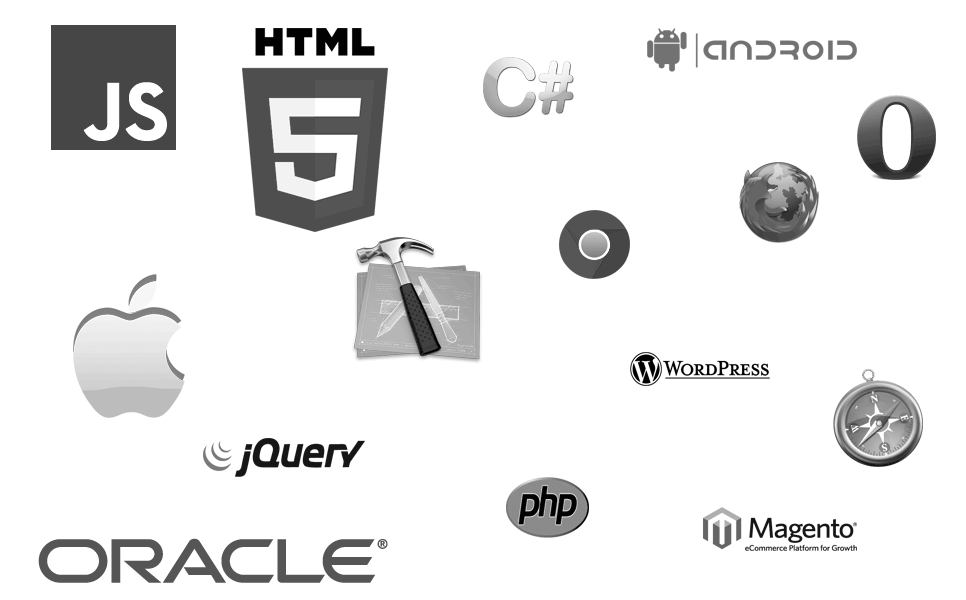 JS
HTML
5
C#
ANDROID
O
N
E
S
W
W WORDPRESS
jQuery
php
Magento®
eCommerce Platform for Growth
ORACLE®